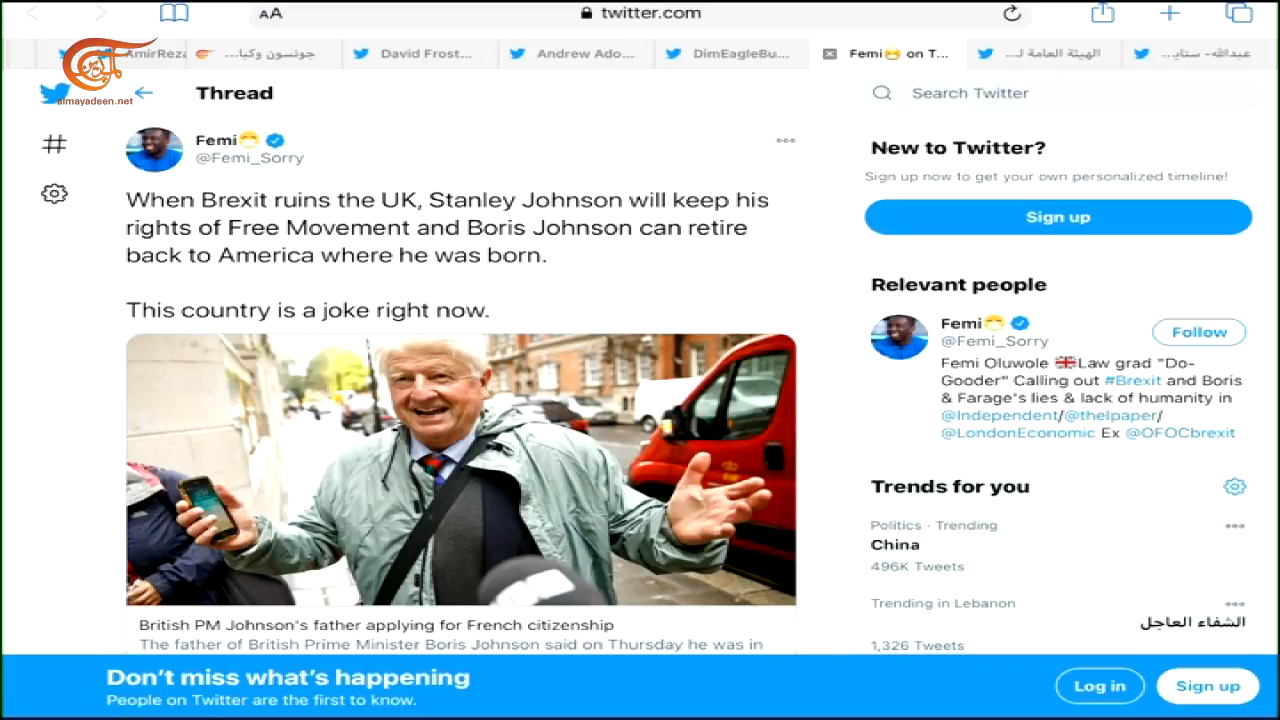 AA
twitter.com
AmirReza
جونسون وكيا...
David Frost...
Andrew Ado...
DimEagleBu...
Femi😷 on T...
الهيئة العامة لـ...
عبدالله- ستاي...
الميادين
almayadeen.net
Thread
Search Twitter
Femi
@Femi_Sorry
When Brexit ruins the UK, Stanley Johnson will keep his
rights of Free Movement and Boris Johnson can retire
back to America where he was born.
This country is a joke right now.
British PM Johnson's father applying for French citizenship
The father of British Prime Minister Boris Johnson said on Thursday he was in
New to Twitter?
Sign up now to get your own personalized timeline!
Sign up
Relevant people
Femi
@Femi_Sorry
Follow
Femi Oluwole 🇬🇧Law grad "Do-
Gooder" Calling out #Brexit and Boris
& Farage's lies & lack of humanity in
@Independent/@theipaper/
@LondonEconomic Ex @OFOCbrexit
Trends for you
Politics · Trending
China
496K Tweets
Trending in Lebanon
الشفاء العاجل
1,326 Tweets
Don't miss what's happening
People on Twitter are the first to know.
Log in
Sign up